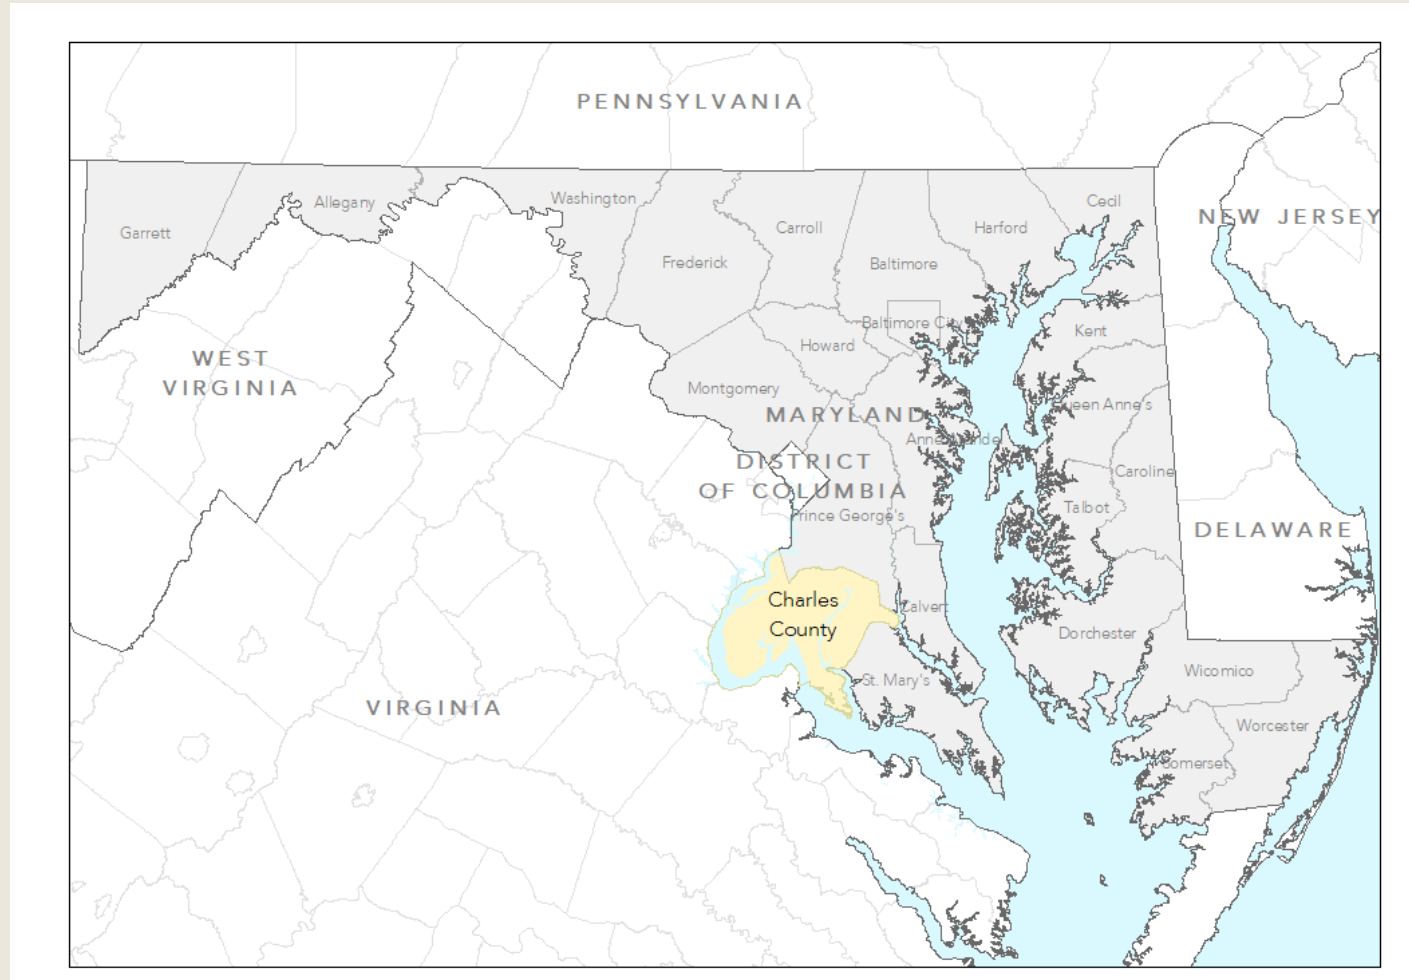 PENNSYLVANIA
Garrett
Allegany
Washington
Frederick
Carroll
Baltimore
Harford
Cecil
NEW JERSEY
Baltimore City
Howard
Kent
WEST
VIRGINIA
Montgomery
MARYLAND
Queen Anne's
Anne Arundel
DISTRICT
OF COLUMBIA
Caroline
Prince George's
Talbot
DELAWARE
Charles
County
Calvert
Dorchester
Wicomico
St. Mary's
VIRGINIA
Worcester
Somerset